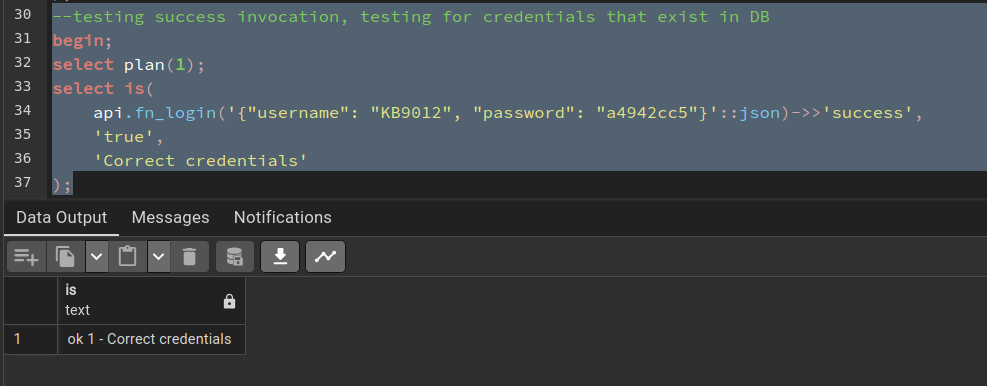 30 --testing success invocation, testing for credentials that exist in DB
31 begin;
32 select plan(1);
33 select is(
34 api.fn_login('{"username": "KB9012", "password": "a4942cc5"}'::json)->>'success',
35 'true',
36 'Correct credentials'
37 );
Data Output Messages Notifications
is
text
1 ok 1 - Correct credentials